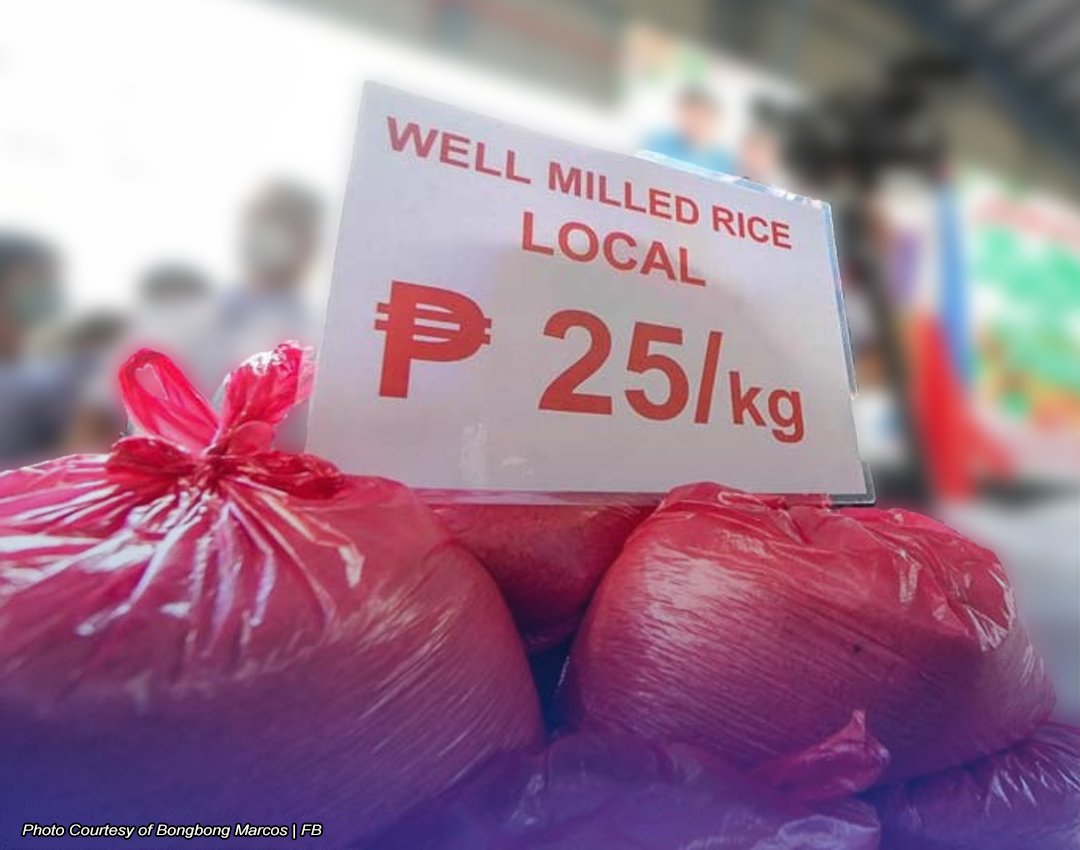 WELL MILLED RICE
LOCAL
₱ 25/kg
Photo Courtesy of Bongbong Marcos | FB